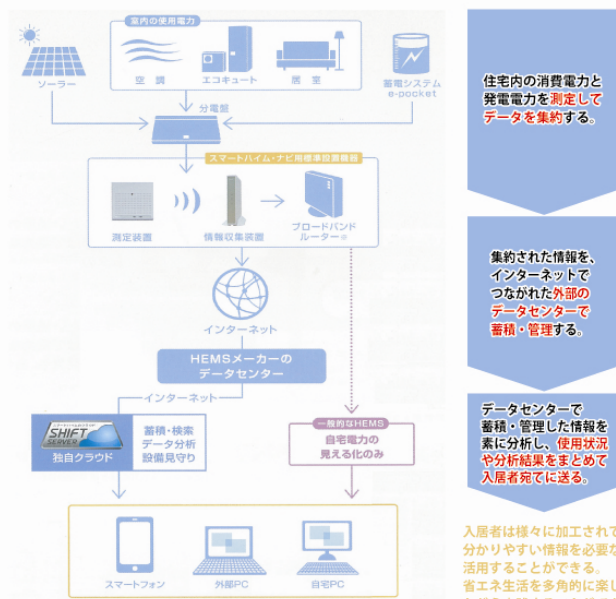 室内の使用電力
ソーラー
空調
エコキュート
居室
蓄電システム
e-pocket
分電盤
スマートハイム・ナビ用標準設置機器
測定装置
情報収集装置
ブロードバンド
ルーター※
インターネット
HEMSメーカーの
データセンター
インターネット
SHIFT
SERVER
独自クラウド
蓄積・検索
データ分析
設備見守り
一般的なHEMS
自宅電力の
見える化のみ
スマートフォン
外部PC
自宅PC
住宅内の消費電力と
発電電力を測定して
データを集約する。
集約された情報を、
インターネットで
つながれた外部の
データセンターで
蓄積・管理する。
データセンターで
蓄積・管理した情報を
素に分析し、使用状況
や分析結果をまとめて
入居者宛てに送る。
入居者は様々に加工されて
分かりやすい情報を必要な
活用することができる。
省エネ生活を多角的に楽し